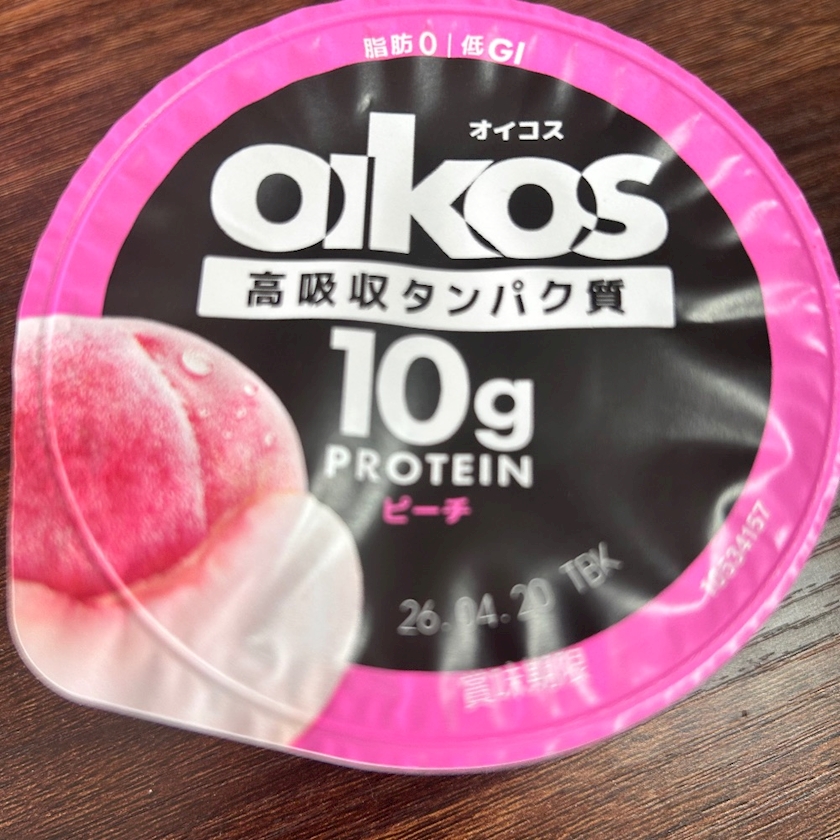 脂肪0 | 低GI
オイコス
oikos
高吸収タンパク質
10g
PROTEIN
ピーチ
26.04.20 TBK
賞味期限